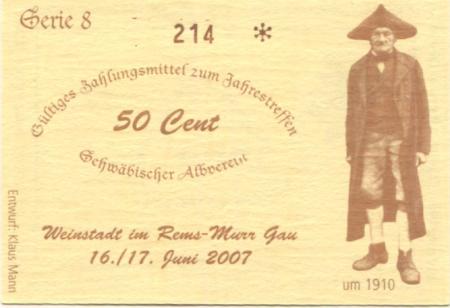 Serie 8
214 *
Gültiges Zahlungsmittel zum Jahrestreffen
50 Cent
Schwäbischer Albverein
Weinstadt im Rems-Murr Gau
16./17. Juni 2007
Entwurf: Klaus Mann
um 1910